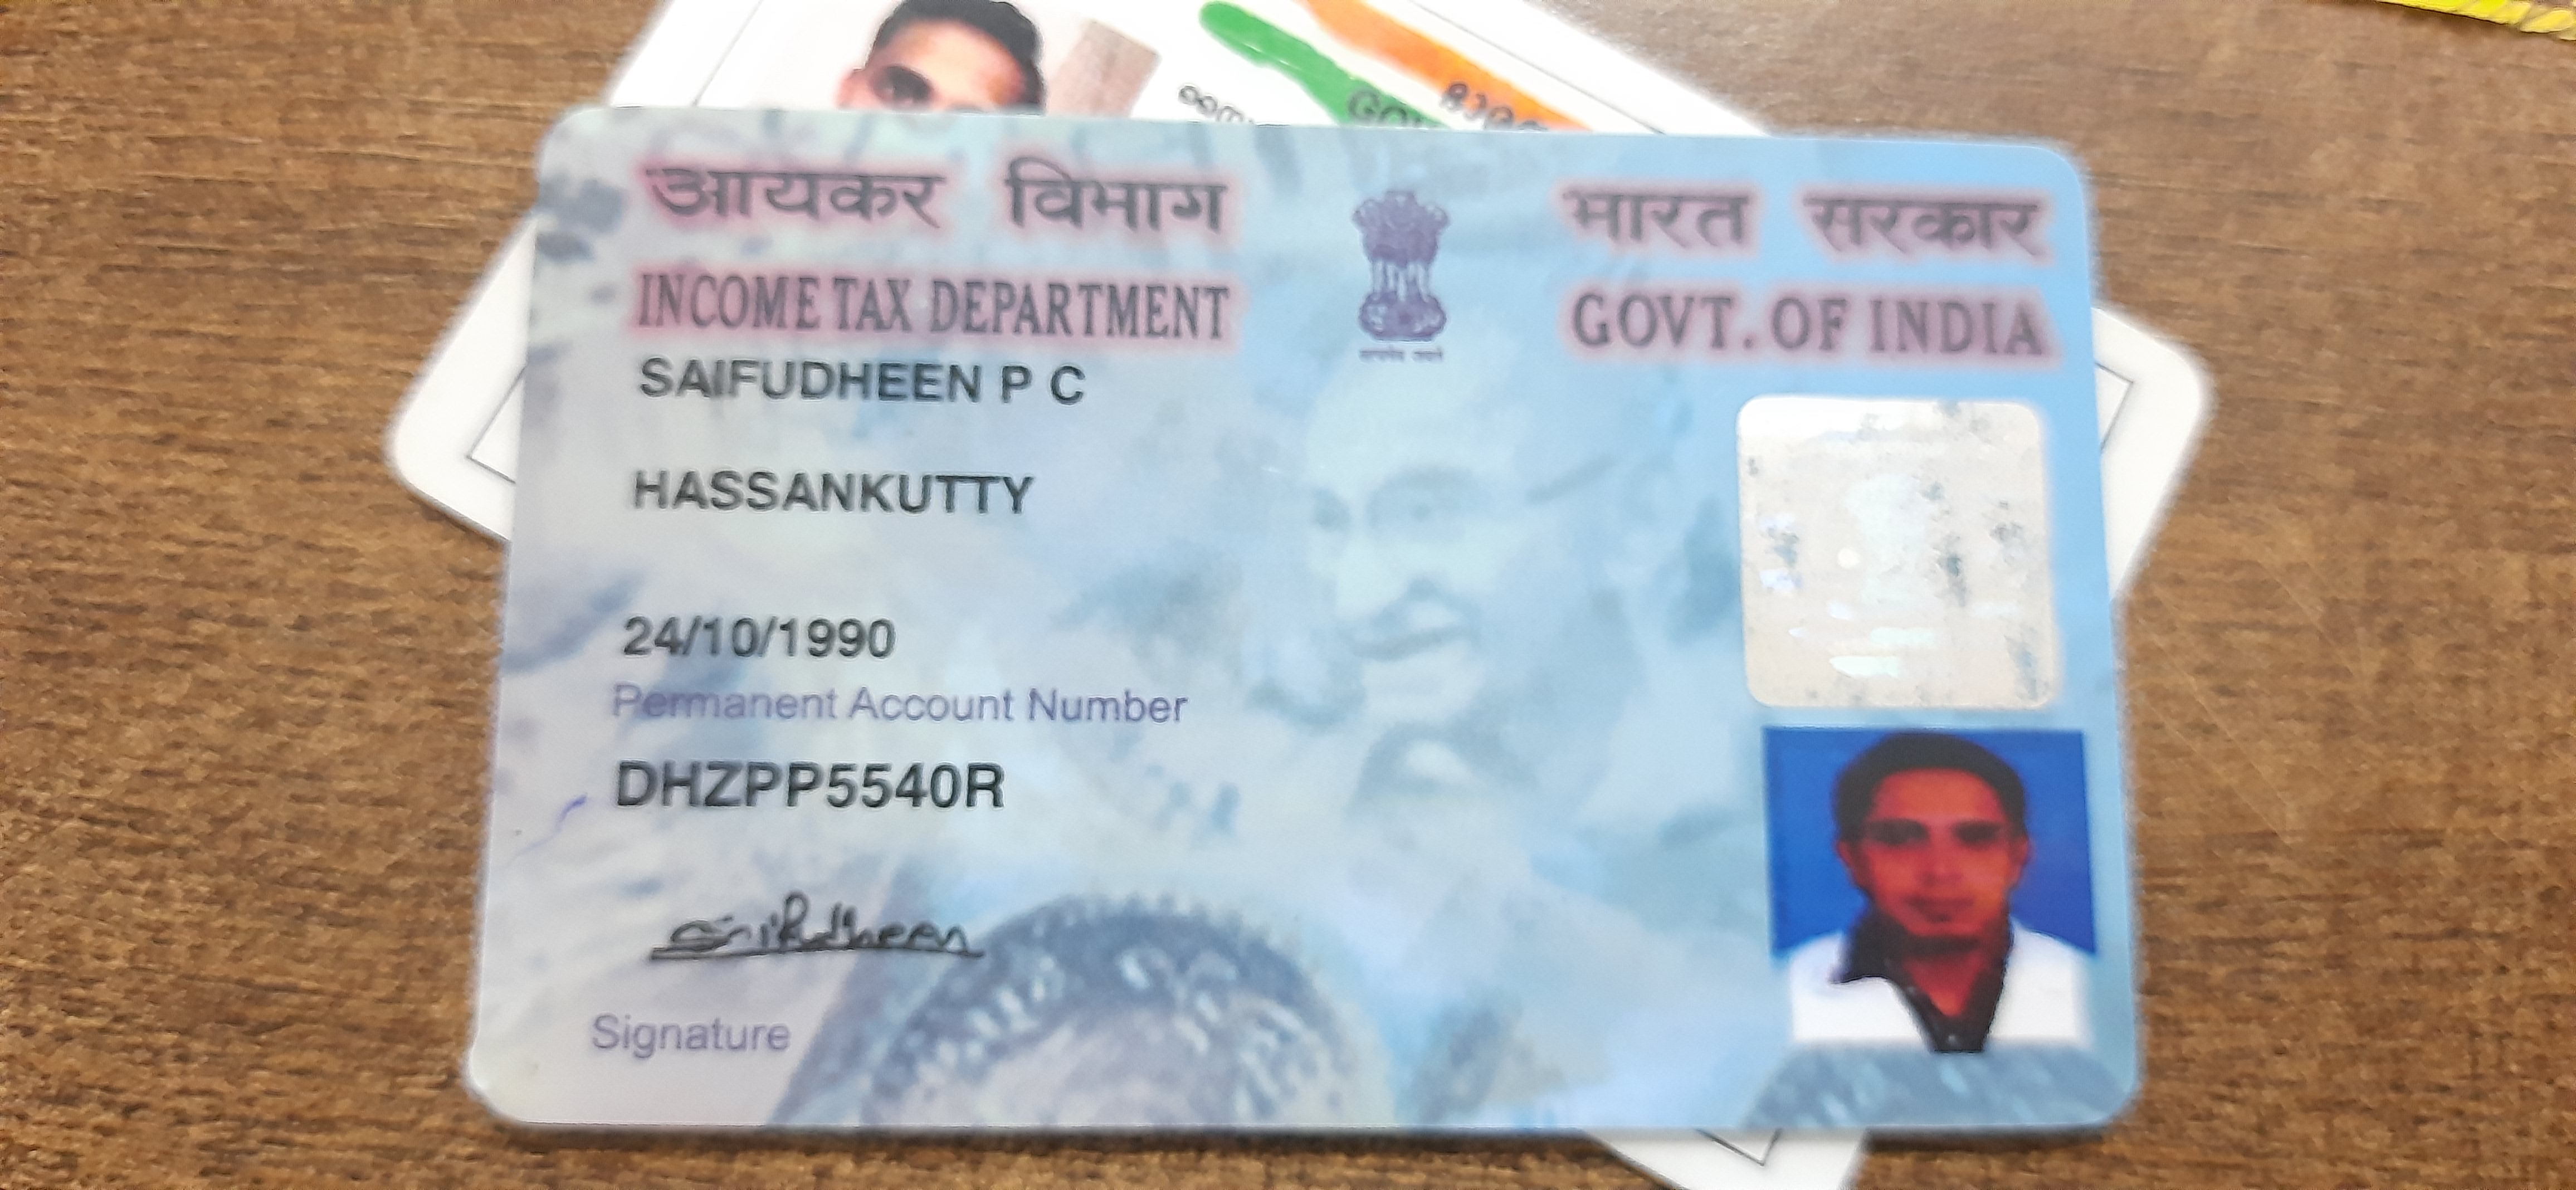 आयकर विभाग
INCOME TAX DEPARTMENT
भारत सरकार
GOVT. OF INDIA
SAIFUDHEEN P C
HASSANKUTTY
24/10/1990
Permanent Account Number
DHZPP5540R
Signature